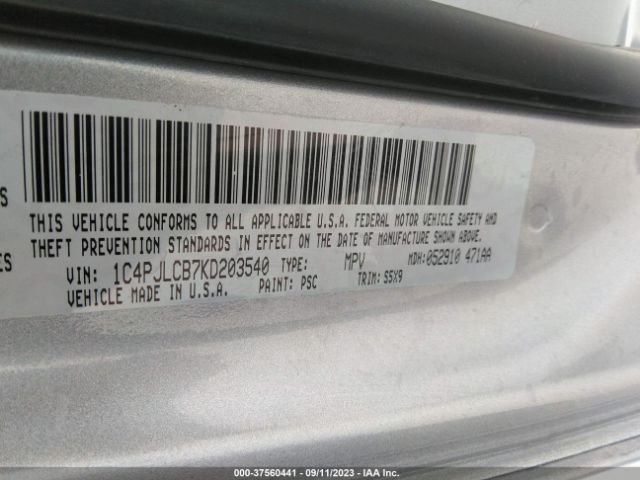 S
THIS VEHICLE CONFORMS TO ALL APPLICABLE U.S.A. FEDERAL MOTOR VEHICLE SAFETY AND
THEFT PREVENTION STANDARDS IN EFFECT ON THE DATE OF MANUFACTURE SHOWN ABOVE.
ES
VIN: 1C4PJLCB7KD203540 TYPE: MPV MDH:052910 471AA
VEHICLE MADE IN U.S.A. PAINT: PSC TRIM: S5X9
000-37560441 - 09/11/2023 - IAA Inc.